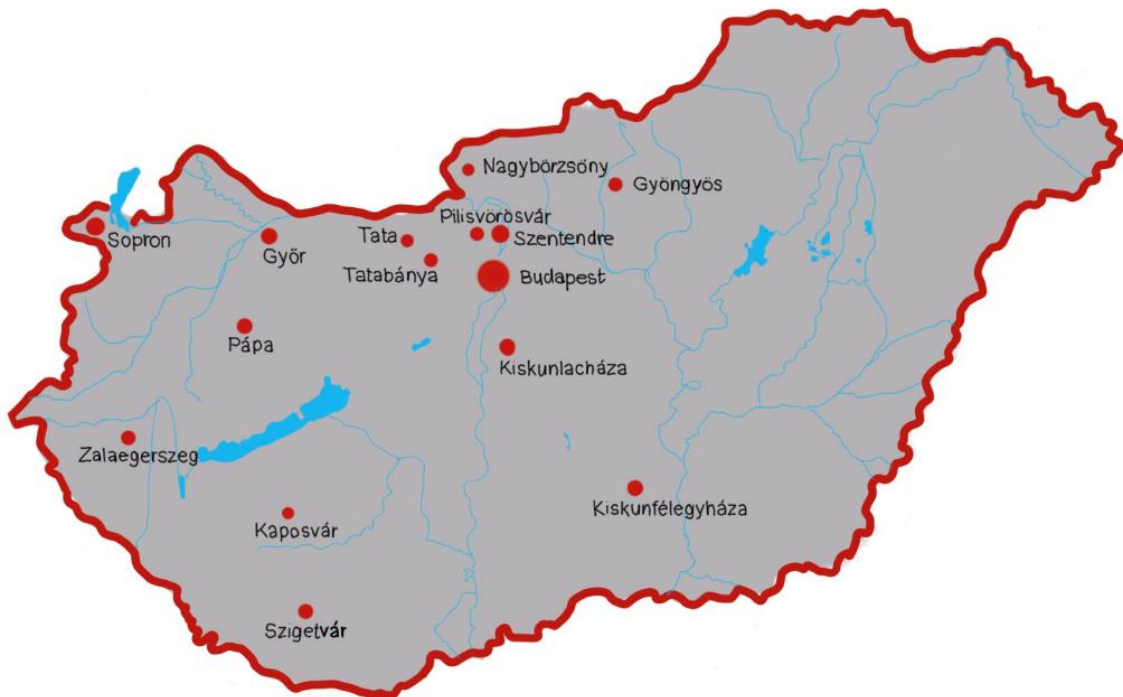 Nagybörzsöny
Gyöngyös
Pilisvörösvár
Sopron
Győr
Tata
Szentendre
Tatabánya
Budapest
Pápa
Kiskunlacháza
Zalaegerszeg
Kiskunfélegyháza
Kaposvár
Szigetvár